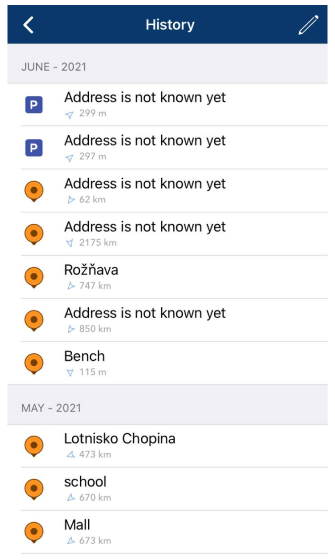 History
JUNE - 2021
P
Address is not known yet
299 m
P
Address is not known yet
297 m
Address is not known yet
62 km
Address is not known yet
2175 km
Rožňava
747 km
Address is not known yet
850 km
Bench
115 m
MAY - 2021
Lotnisko Chopina
473 km
school
670 km
Mall
673 km